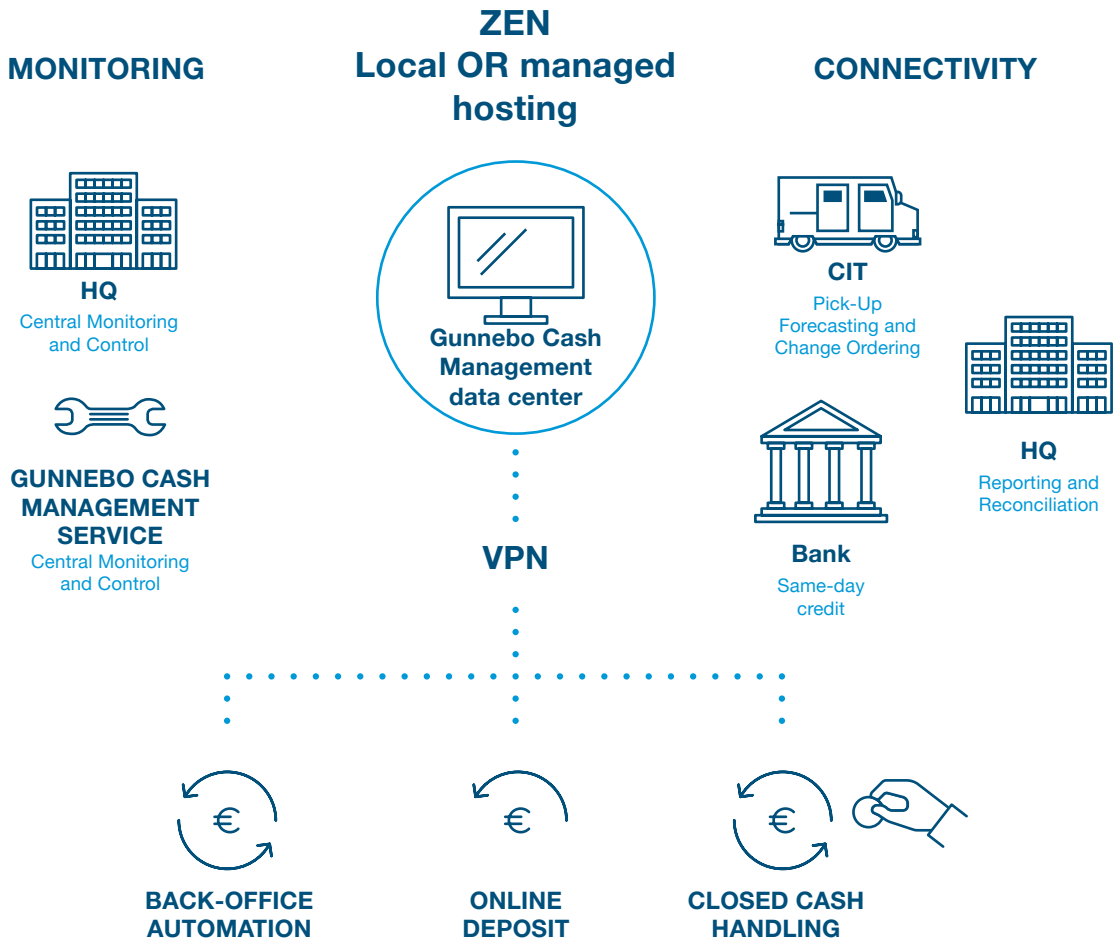 ZEN
Local OR managed
hosting
MONITORING
HQ
Central Monitoring
and Control
GUNNEBO CASH
MANAGEMENT
SERVICE
Central Monitoring
and Control
Gunnebo Cash
Management
data center
VPN
CONNECTIVITY
CIT
Pick-Up
Forecasting and
Change Ordering
HQ
Reporting and
Reconciliation
Bank
Same-day
credit
€
BACK-OFFICE
AUTOMATION
€
ONLINE
DEPOSIT
€
CLOSED CASH
HANDLING